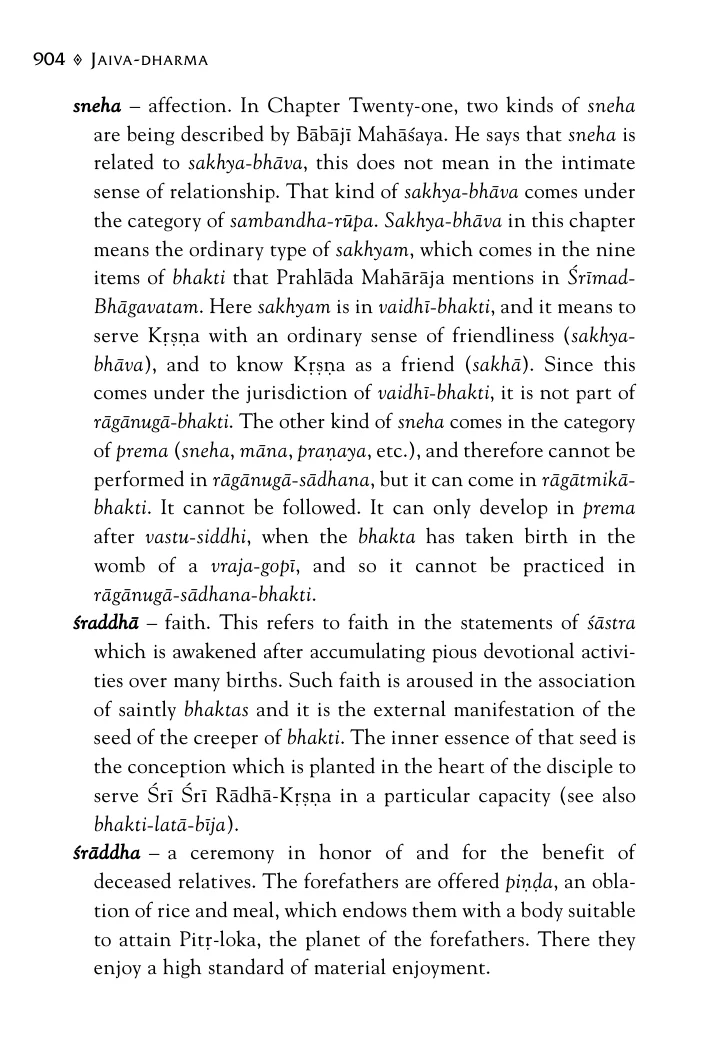 904 ◊ JAIVA-DHARMA
sneha – affection. In Chapter Twenty-one, two kinds of sneha
are being described by Bābājī Mahāśaya. He says that sneha is
related to sakhya-bhāva, this does not mean in the intimate
sense of relationship. That kind of sakhya-bhāva comes under
the category of sambandha-rūpa. Sakhya-bhāva in this chapter
means the ordinary type of sakhyam, which comes in the nine
items of bhakti that Prahlāda Mahārāja mentions in Śrīmad-
Bhāgavatam. Here sakhyam is in vaidhī-bhakti, and it means to
serve Kṛṣṇa with an ordinary sense of friendliness (sakhya-
bhāva), and to know Kṛṣṇa as a friend (sakhā). Since this
comes under the jurisdiction of vaidhī-bhakti, it is not part of
rāgānugā-bhakti. The other kind of sneha comes in the category
of prema (sneha, māna, praṇaya, etc.), and therefore cannot be
performed in rāgānugā-sādhana, but it can come in rāgātmikā-
bhakti. It cannot be followed. It can only develop in prema
after vastu-siddhi, when the bhakta has taken birth in the
womb of a vraja-gopī, and so it cannot be practiced in
rāgānugā-sādhana-bhakti.
śraddhā – faith. This refers to faith in the statements of śāstra
which is awakened after accumulating pious devotional activi-
ties over many births. Such faith is aroused in the association
of saintly bhaktas and it is the external manifestation of the
seed of the creeper of bhakti. The inner essence of that seed is
the conception which is planted in the heart of the disciple to
serve Śrī Śrī Rādhā-Kṛṣṇa in a particular capacity (see also
bhakti-latā-bīja).
śrāddha – a ceremony in honor of and for the benefit of
deceased relatives. The forefathers are offered piṇḍa, an obla-
tion of rice and meal, which endows them with a body suitable
to attain Pitṛ-loka, the planet of the forefathers. There they
enjoy a high standard of material enjoyment.